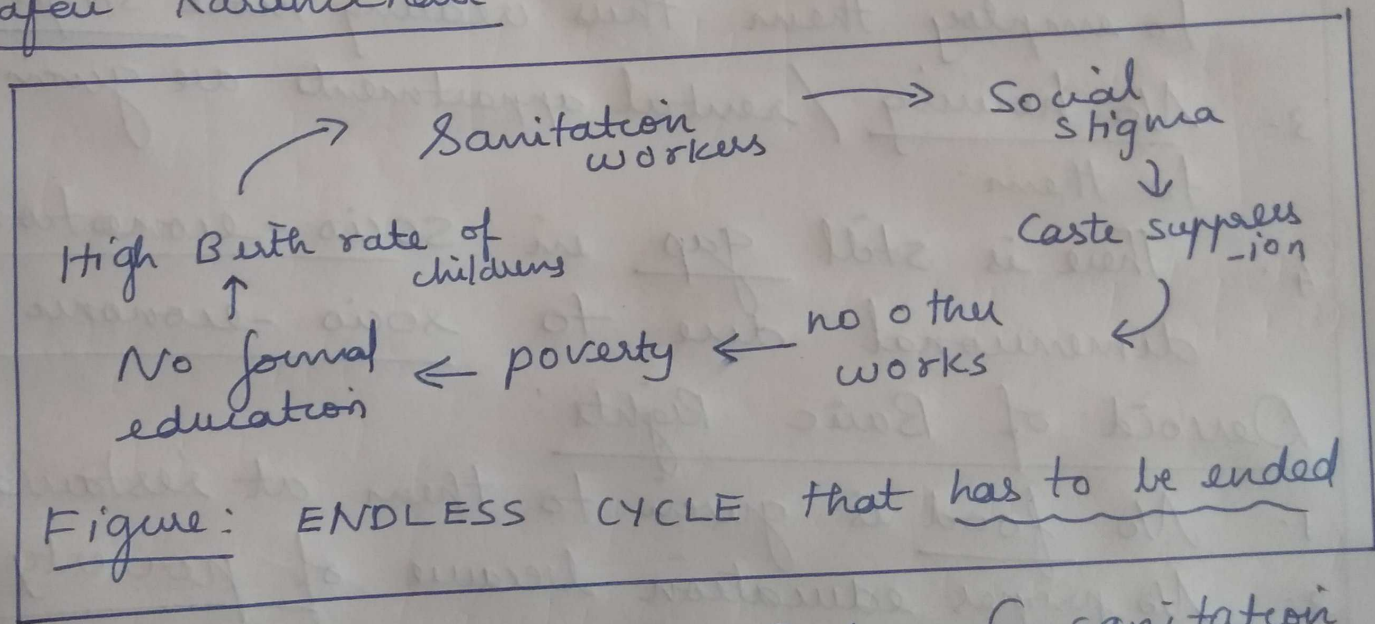 Sanitation → Social
workers stigma
↓
Caste suppress
-ion
High Birth rate of
childrens
↑
No formal ← poverty ← no other
education works
Figure: ENDLESS CYCLE that has to be ended